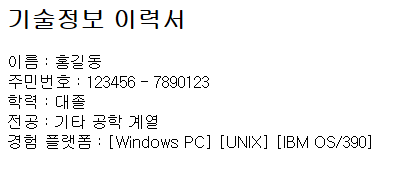 기술정보 이력서
이름 : 홍길동
주민번호 : 123456 - 7890123
학력 : 대졸
전공 : 기타 공학 계열
경험 플랫폼 : [Windows PC] [UNIX] [IBM OS/390]